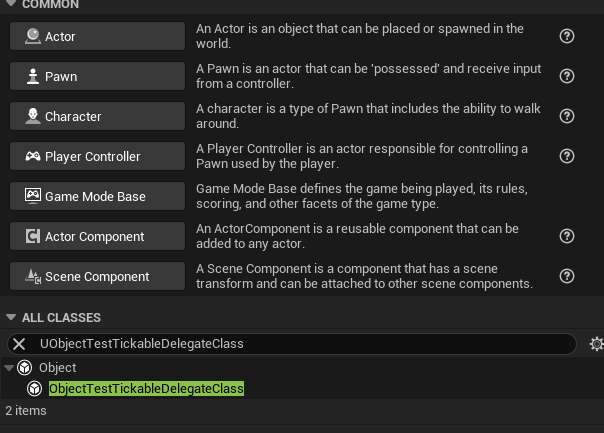 COMMON
Actor
An Actor is an object that can be placed or spawned in the
world.
Pawn
A Pawn is an actor that can be 'possessed' and receive input
from a controller.
Character
A character is a type of Pawn that includes the ability to walk
around.
Player Controller
A Player Controller is an actor responsible for controlling a
Pawn used by the player.
Game Mode Base
Game Mode Base defines the game being played, its rules,
scoring, and other facets of the game type.
Actor Component
An ActorComponent is a reusable component that can be
added to any actor.
Scene Component
A Scene Component is a component that has a scene
transform and can be attached to other scene components.
ALL CLASSES
UObjectTestTickableDelegateClass
Object
ObjectTestTickableDelegateClass
2 items